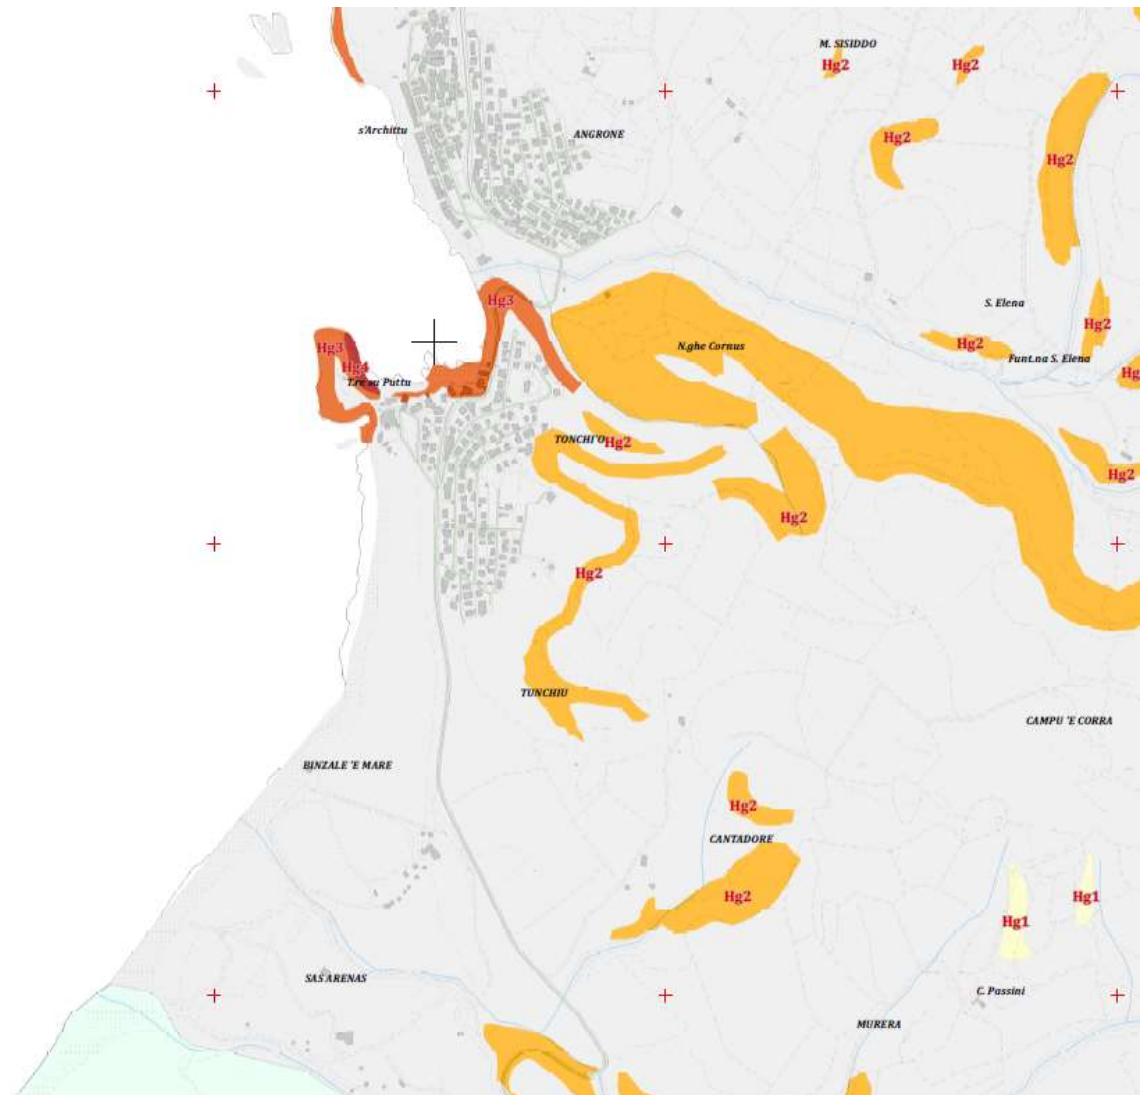 M. SISIDDO
Hg2
Hg2
s'Archittu
ANGRONE
Hg2
Hg2
Hg3
S. Elena
Hg2
Hg3
N.ghe Cornus
Hg2
Funt.na S. Elena
Hg4
Hg
T.re su Puttu
TONCHI'O
Hg2
Hg2
Hg2
Hg2
TUNCHIU
CAMPU 'E CORRA
BINZALE 'E MARE
Hg2
CANTADORE
Hg2
Hg1
Hg1
SAS ARENAS
C. Passini
MURERA